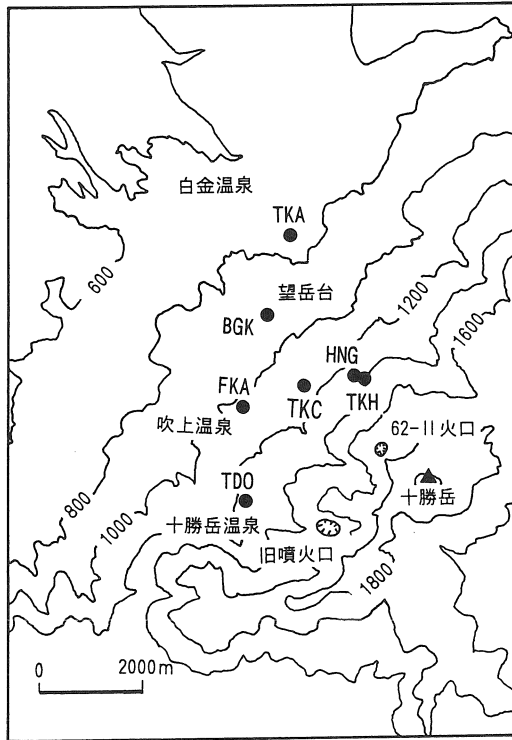 白金温泉
TKA
600
望岳台
1200
BGK
1600
HNG
FKA
TKC
TKH
吹上温泉
62-II火口
TDO
十勝岳
800
1000
十勝岳温泉
旧噴火口
1800
0 2000m